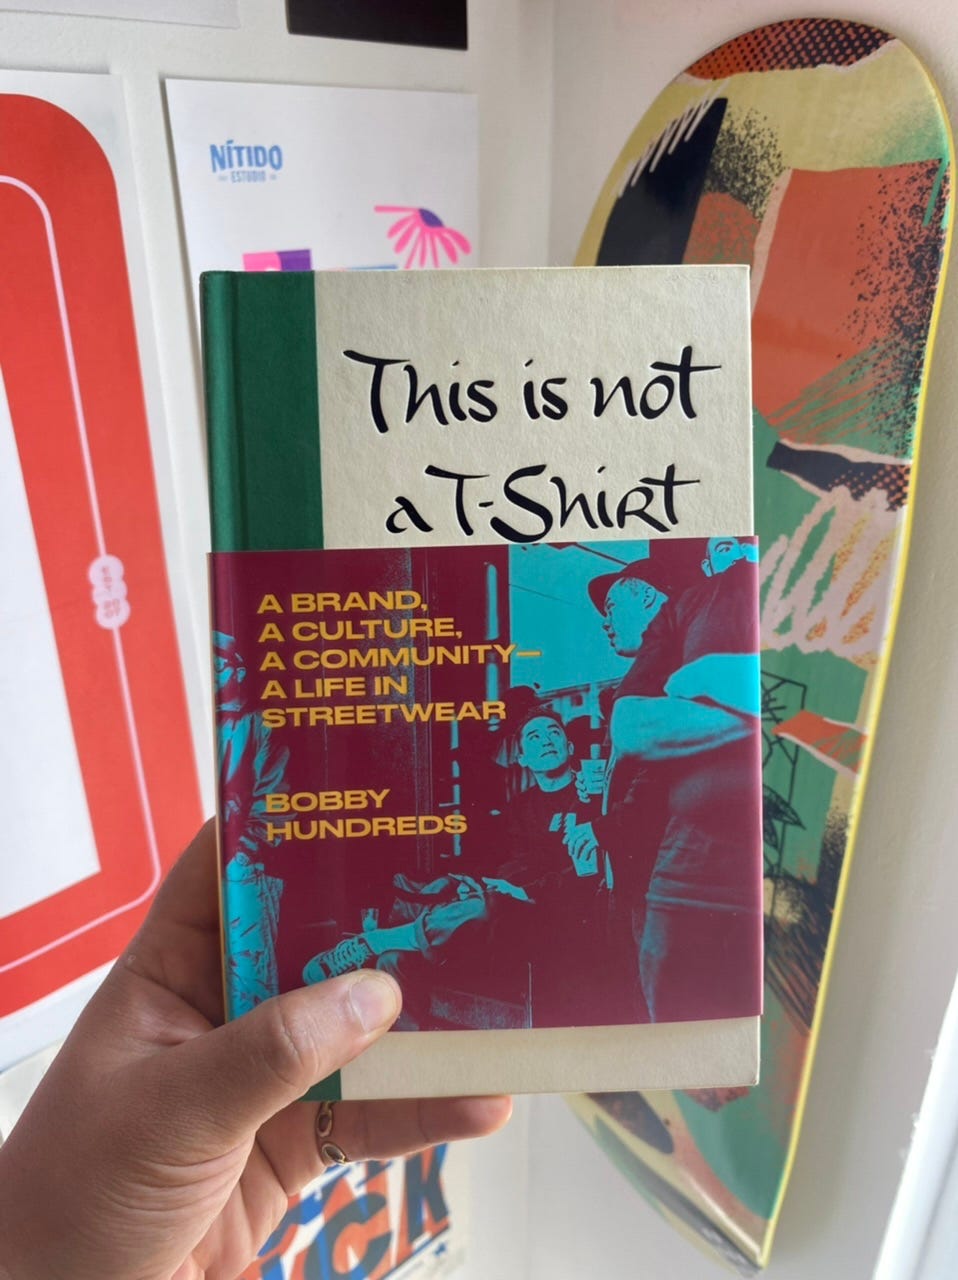 NÍTIDO
ESTUDIO
This is not
a T-Shirt
A BRAND,
A CULTURE,
A COMMUNITY—
A LIFE IN
STREETWEAR
BOBBY
HUNDREDS